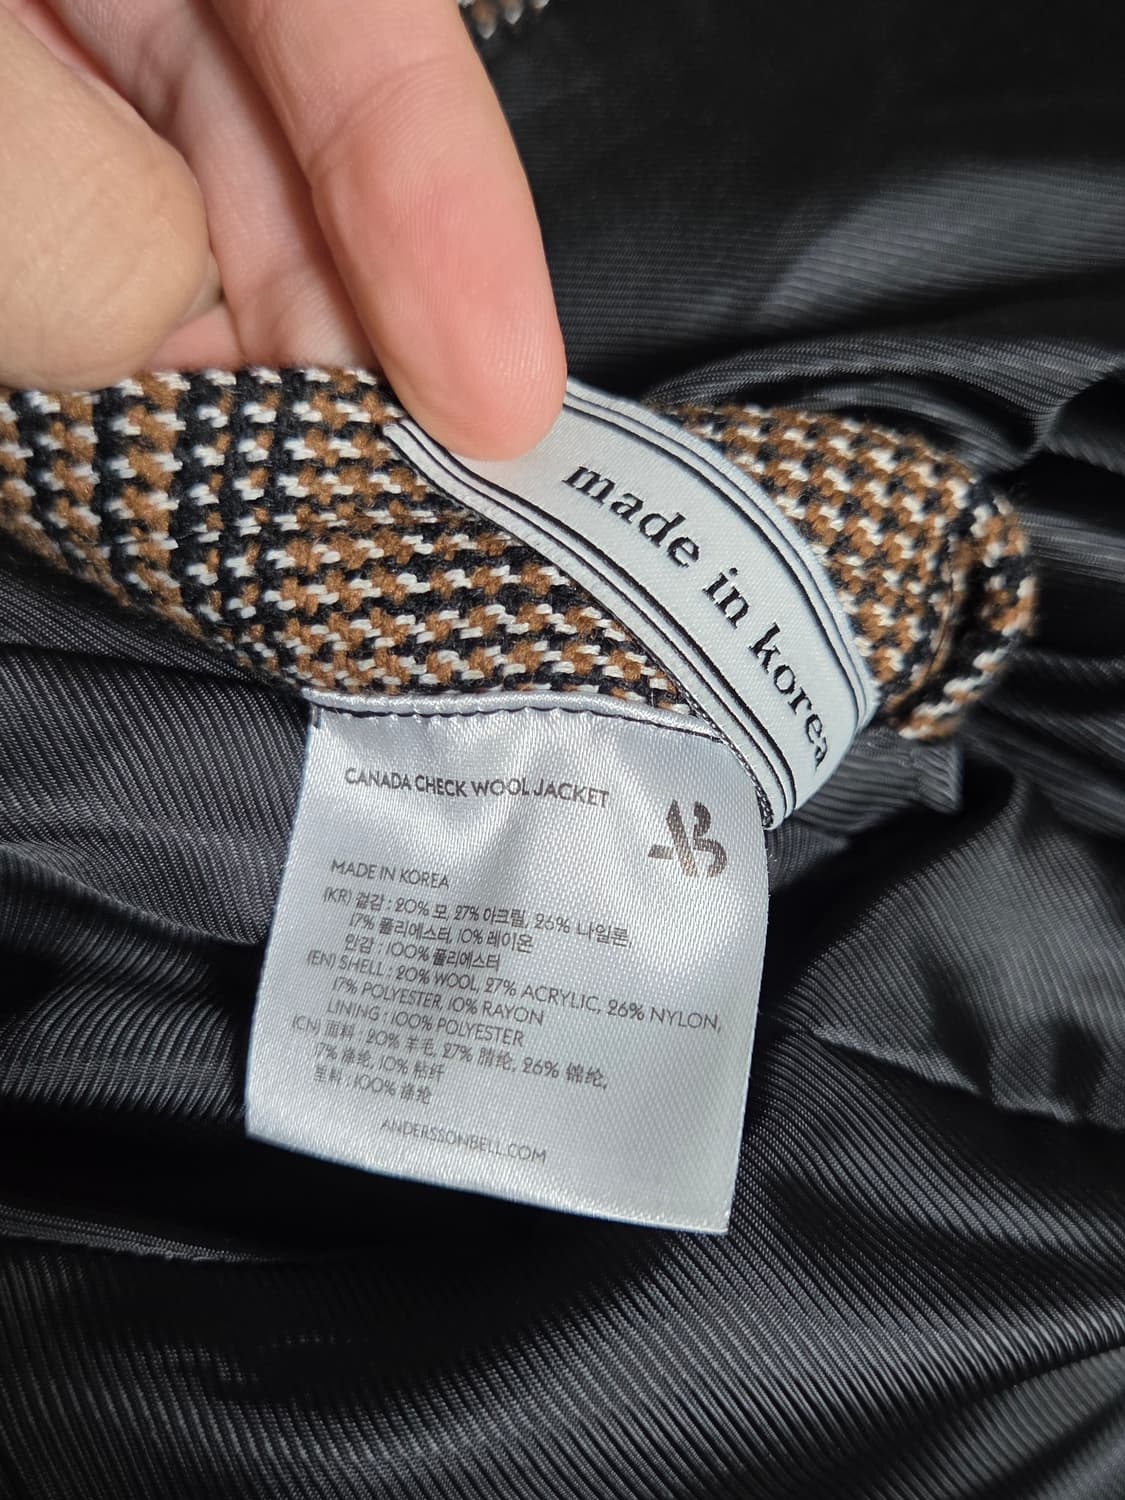 made in korea
CANADA CHECK WOOL JACKET
AB
MADE IN KOREA
(KR) 겉감 : 20% 모, 27% 아크릴, 26% 나일론,
17% 폴리에스터, 10% 레이온
안감 : 100% 폴리에스터
(EN) SHELL : 20% WOOL, 27% ACRYLIC, 26% NYLON,
17% POLYESTER, 10% RAYON
LINING : 100% POLYESTER
(CN) 面料 : 20% 羊毛, 27% 腈纶, 26% 锦纶,
17% 涤纶, 10% 粘纤
里料 : 100% 涤纶
ANDERSSONBELL.COM